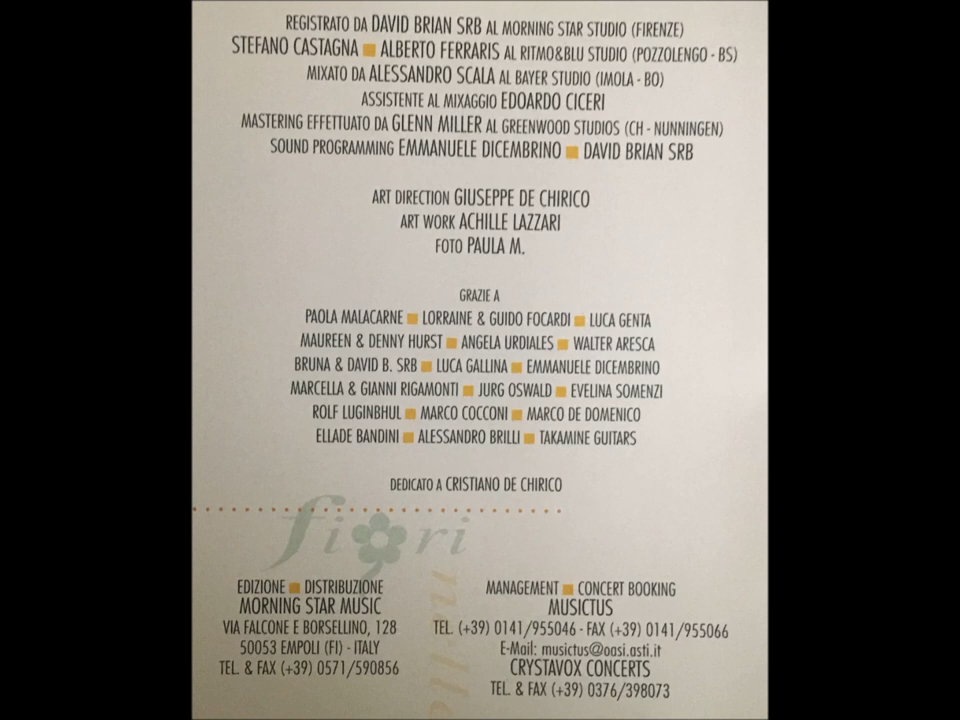 REGISTRATO DA DAVID BRIAN SRB AL MORNING STAR STUDIO (FIRENZE)
STEFANO CASTAGNA ■ ALBERTO FERRARIS AL RITMO&BLU STUDIO (POZZOLENGO - BS)
MIXATO DA ALESSANDRO SCALA AL BAYER STUDIO (IMOLA - BO)
ASSISTENTE AL MIXAGGIO EDOARDO CICERI
MASTERING EFFETTUATO DA GLENN MILLER AL GREENWOOD STUDIOS (CH - NUNNINGEN)
SOUND PROGRAMMING EMMANUELE DICEMBRINO ■ DAVID BRIAN SRB
ART DIRECTION GIUSEPPE DE CHIRICO
ART WORK ACHILLE LAZZARI
FOTO PAULA M.
GRAZIE A
PAOLA MALACARNE ■ LORRAINE & GUIDO FOCARDI ■ LUCA GENTA
MAUREEN & DENNY HURST ■ ANGELA URDIALES ■ WALTER ARESCA
BRUNA & DAVID B. SRB ■ LUCA GALLINA ■ EMMANUELE DICEMBRINO
MARCELLA & GIANNI RIGAMONTI ■ JURG OSWALD ■ EVELINA SOMENZI
ROLF LUGINBHUL ■ MARCO COCCONI ■ MARCO DE DOMENICO
ELLADE BANDINI ■ ALESSANDRO BRILLI ■ TAKAMINE GUITARS
DEDICATO A CRISTIANO DE CHIRICO
fiori
nella
EDIZIONE ■ DISTRIBUZIONE
MORNING STAR MUSIC
VIA FALCONE E BORSELLINO, 128
50053 EMPOLI (FI) - ITALY
TEL. & FAX (+39) 0571/590856
MANAGEMENT ■ CONCERT BOOKING
MUSICTUS
TEL. (+39) 0141/955046 - FAX (+39) 0141/955066
E-Mail: musictus@oasi.asti.it
CRYSTAVOX CONCERTS
TEL. & FAX (+39) 0376/398073